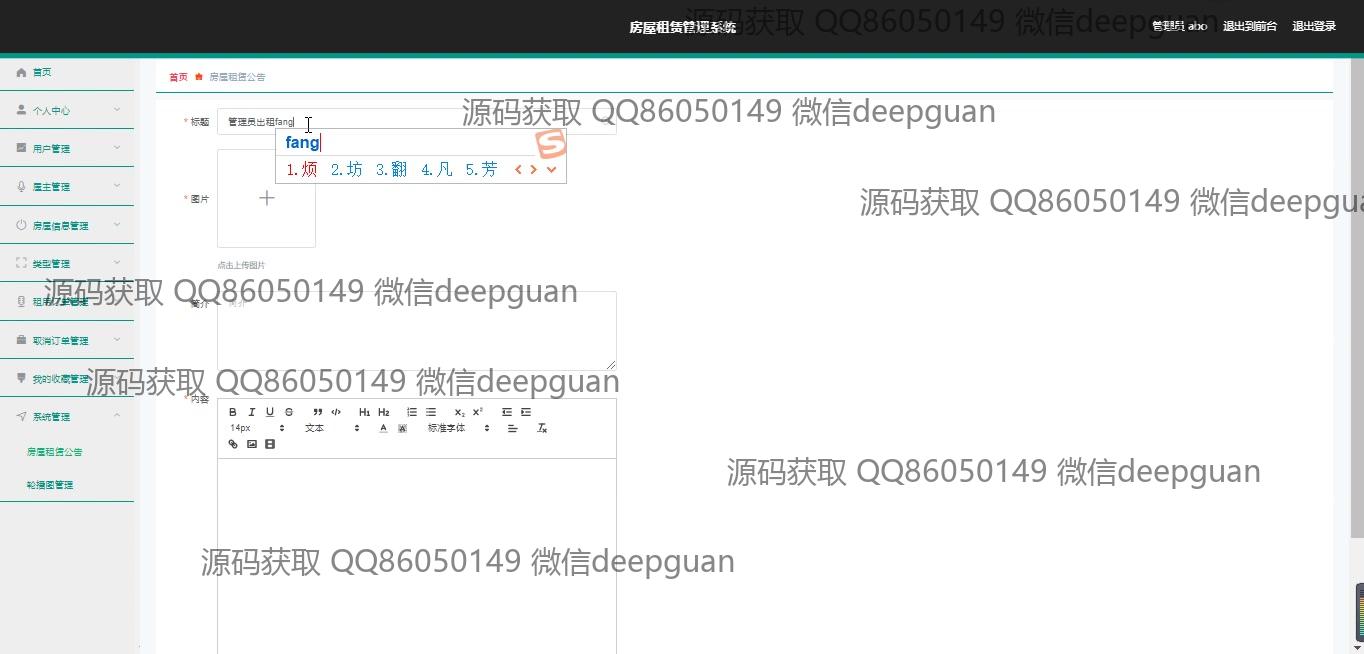 房屋租赁管理系统
管理员 abo 退出到前台 退出登录
源码获取 QQ86050149 微信deepguan
首页
个人中心
用户管理
屋主管理
房屋信息管理
类型管理
取消订单管理
我的收藏管理
系统管理
房屋租赁公告
轮播图管理
首页 房屋租赁公告
* 标题 管理员出租fang
源码获取 QQ86050149 微信deepguan
fang
1.烦 2.坊 3.翻 4.凡 5.芳
* 图片
源码获取 QQ86050149 微信deepgua
点击上传图片
源码获取 QQ86050149 微信deepguan
简介
源码获取 QQ86050149 微信deepguan
* 内容
B I U S H1 H2 X2 X2
14px 文本 A A 标准字体 Tx
源码获取 QQ86050149 微信deepguan
源码获取 QQ86050149 微信deepguan